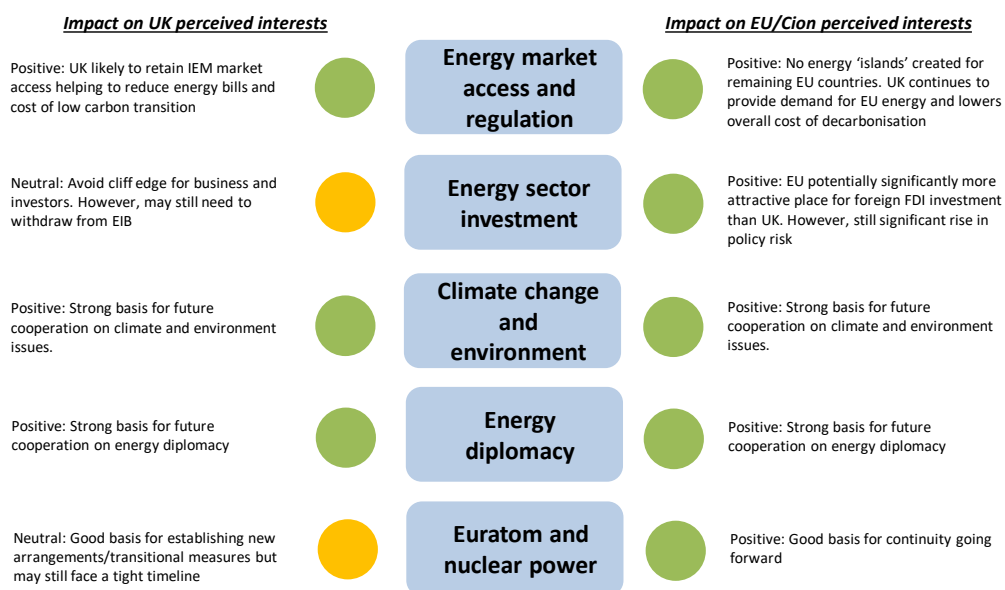 Impact on UK perceived interests
Impact on EU/Cion perceived interests
Positive: UK likely to retain IEM market
access helping to reduce energy bills and
cost of low carbon transition
Energy market
access and
regulation
Positive: No energy ‘islands’ created for
remaining EU countries. UK continues to
provide demand for EU energy and lowers
overall cost of decarbonisation
Neutral: Avoid cliff edge for business and
investors. However, may still need to
withdraw from EIB
Energy sector
investment
Positive: EU potentially significantly more
attractive place for foreign FDI investment
than UK. However, still significant rise in
policy risk
Positive: Strong basis for future
cooperation on climate and environment
issues.
Climate change
and
environment
Positive: Strong basis for future
cooperation on climate and environment
issues.
Positive: Strong basis for future
cooperation on energy diplomacy
Energy
diplomacy
Positive: Strong basis for future
cooperation on energy diplomacy
Neutral: Good basis for establishing new
arrangements/transitional measures but
may still face a tight timeline
Euratom and
nuclear power
Positive: Good basis for continuity going
forward